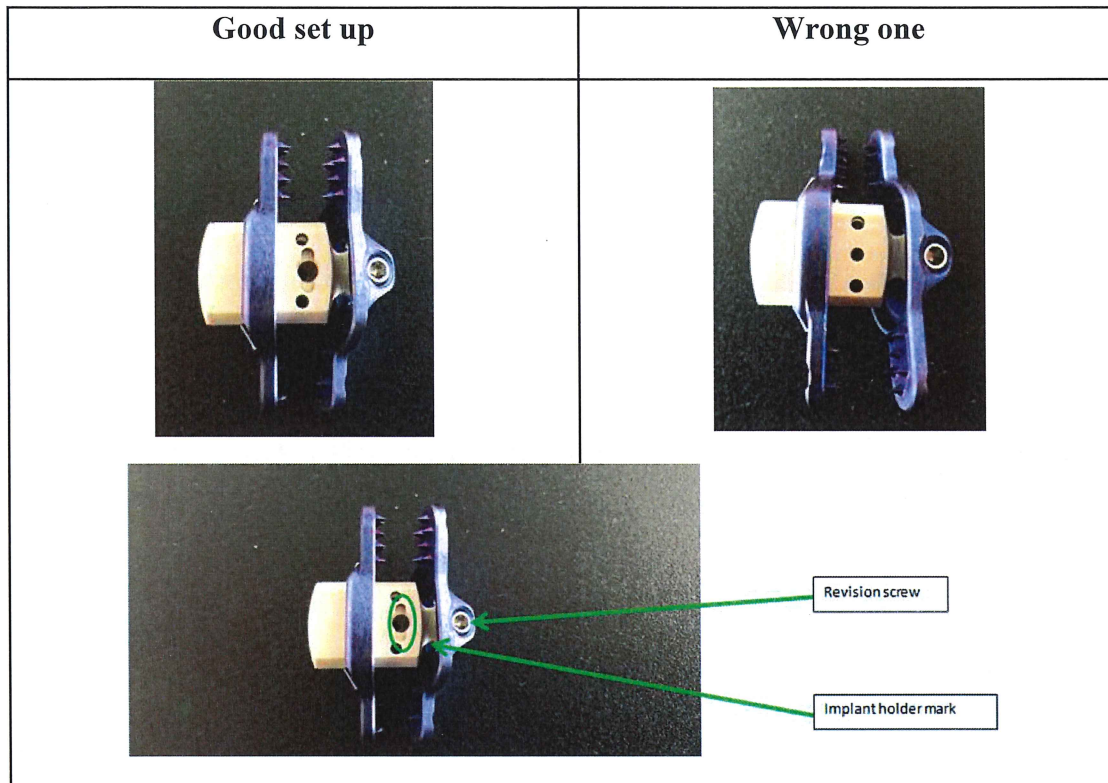 Good set up
Wrong one
Revision screw
Implant holder mark